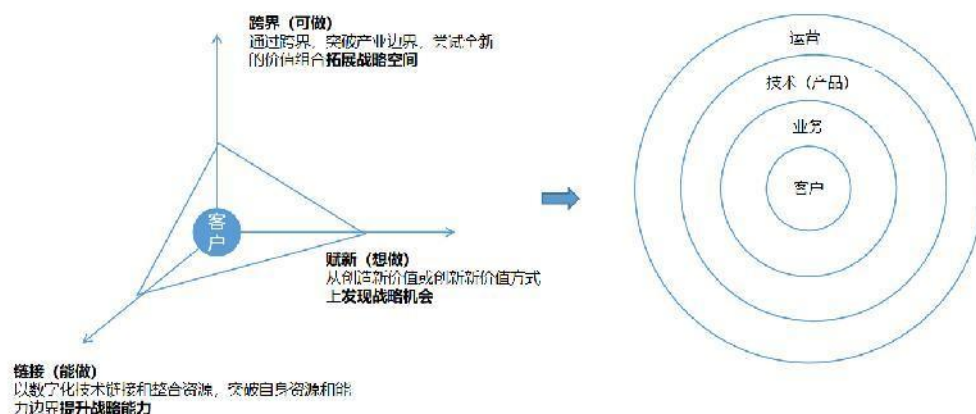 跨界（可做）
通过跨界，突破产业边界，尝试全新
的价值组合拓展战略空间
客
户
赋新（想做）
从创造新价值或创新新价值方式
上发现战略机会
链接（能做）
以数字化技术链接和整合资源，突破自身资源和能
力边界提升战略能力
运营
技术（产品）
业务
客户